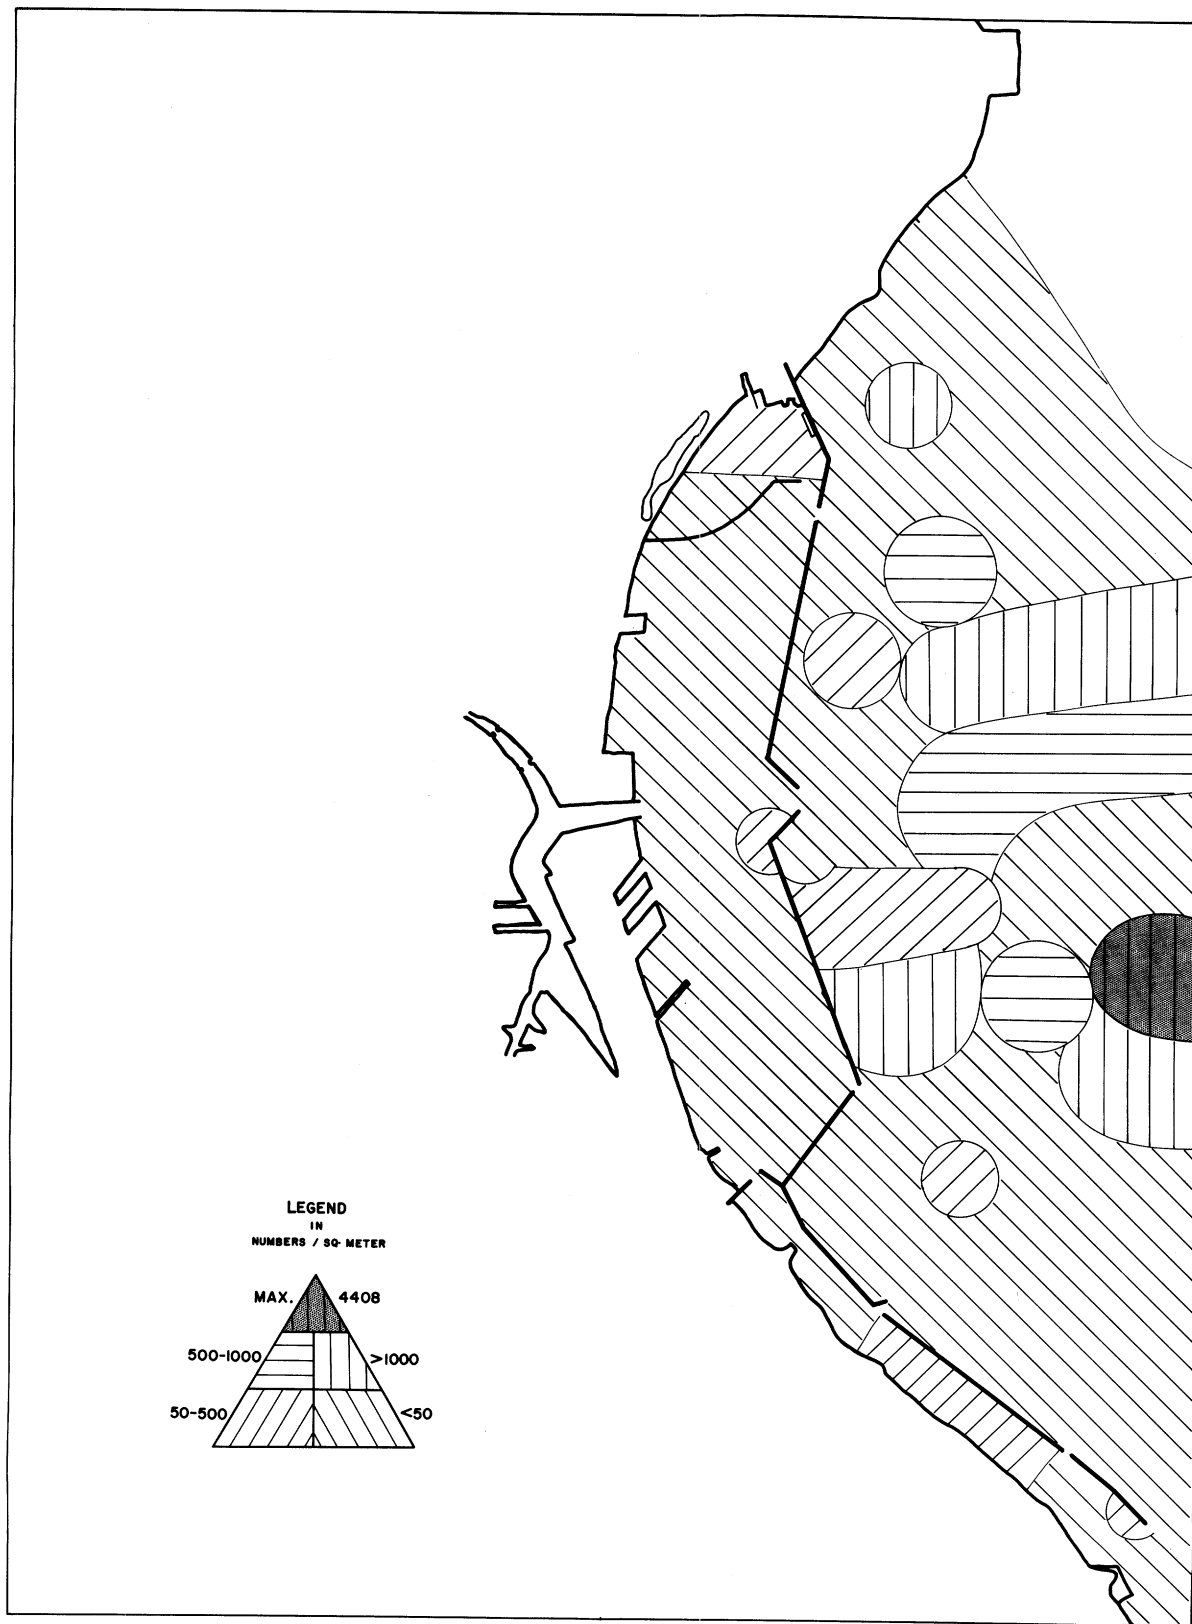 LEGEND
IN
NUMBERS / SQ. METER
MAX. 4408
500-1000 >1000
50-500 <50